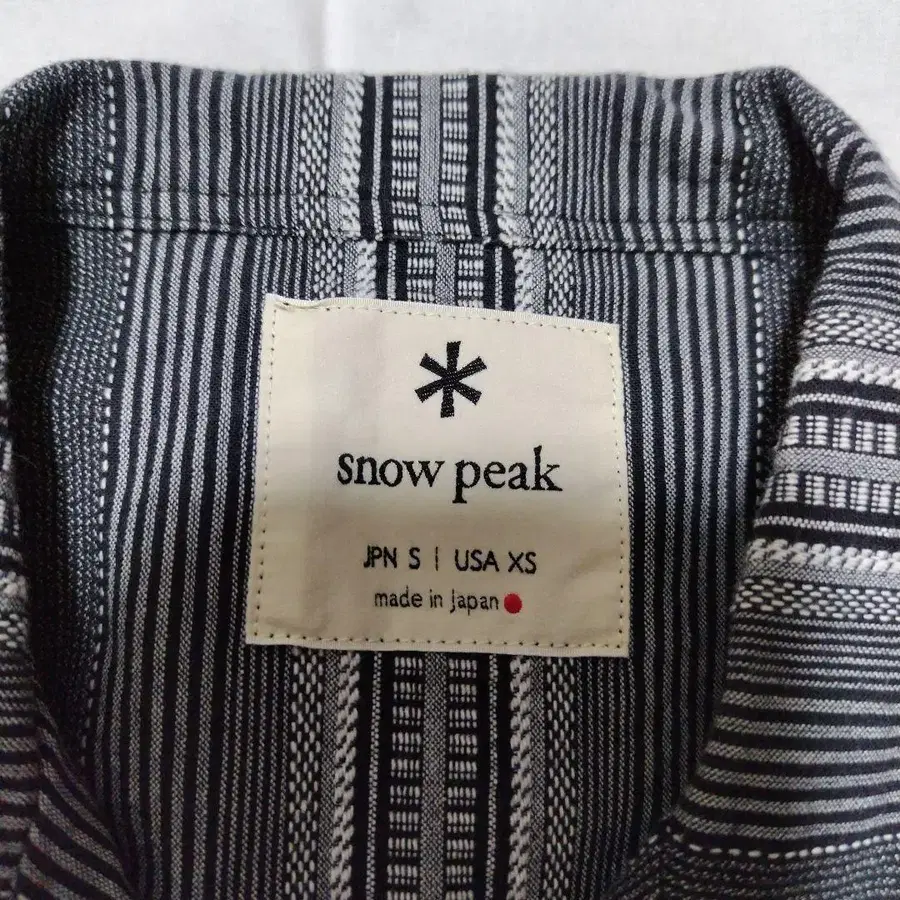 snow peak
JPN S | USA XS
made in Japan